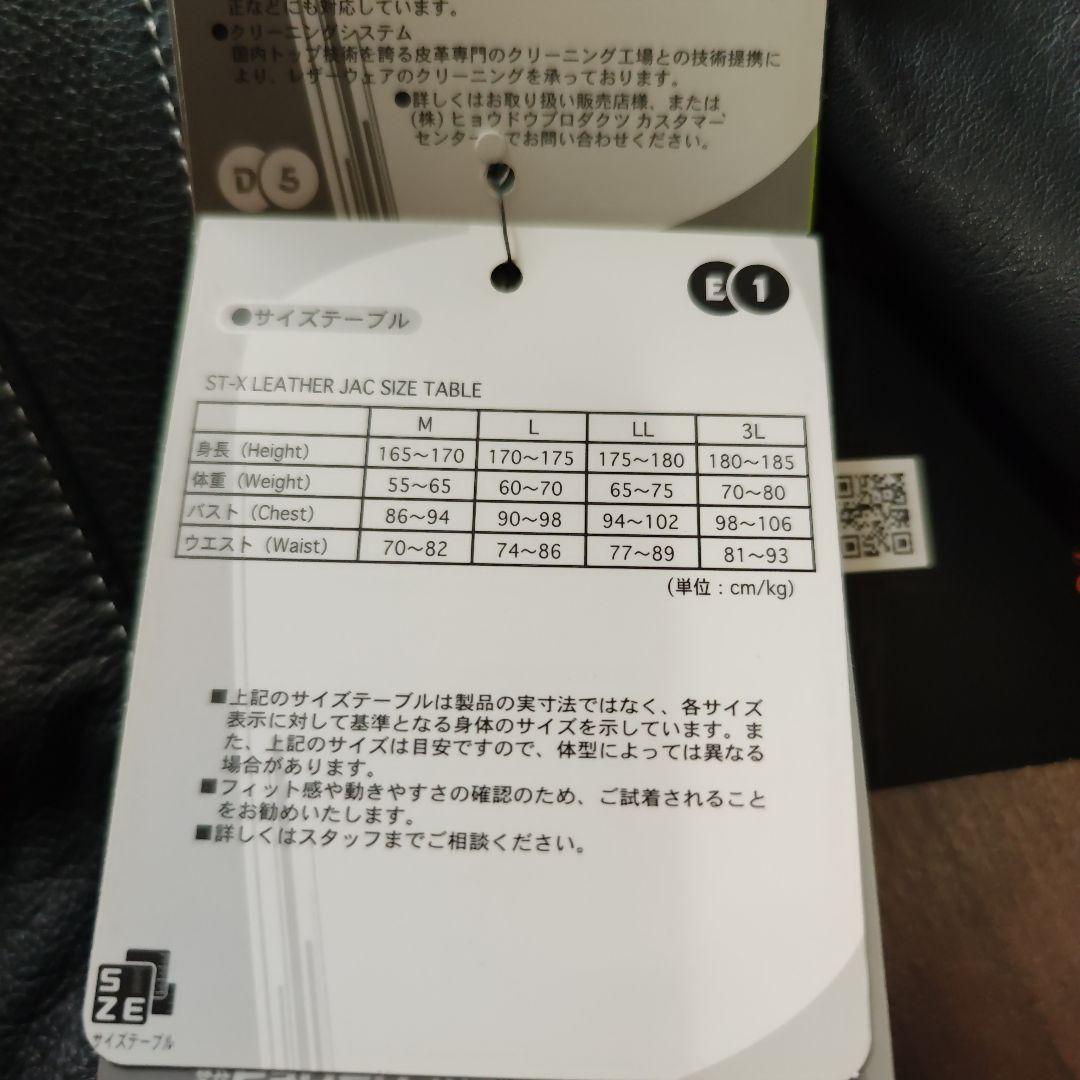 正などにも対応しています。
●クリーニングシステム
国内トップ技術を誇る皮革専門のクリーニング工場との技術提携に
より、レザーウェアのクリーニングを承っております。
●詳しくはお取り扱い販売店様、または
(株)ヒョウドウプロダクツ カスタマー
センターまでお問い合わせください。
D5
E1
●サイズテーブル
ST-X LEATHER JAC SIZE TABLE
M L LL 3L
身長（Height） 165～170 170～175 175～180 180～185
体重（Weight） 55～65 60～70 65～75 70～80
バスト（Chest） 86～94 90～98 94～102 98～106
ウエスト（Waist） 70～82 74～86 77～89 81～93
(単位：cm/kg)
■上記のサイズテーブルは製品の実寸法ではなく、各サイズ
表示に対して基準となる身体のサイズを示しています。ま
た、上記のサイズは目安ですので、体型によっては異なる
場合があります。
■フィット感や動きやすさの確認のため、ご試着されること
をお勧めいたします。
■詳しくはスタッフまでご相談ください。
S
ZE
サイズテーブル